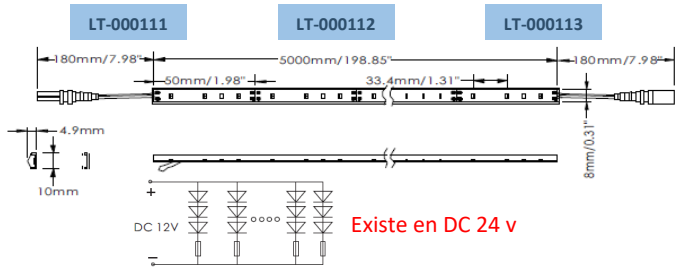 LT-000111
LT-000112
LT-000113
180mm/7.98"
5000mm/198.85"
180mm/7.98"
50mm/1.98"
33.4mm/1.31"
4.9mm
8mm/0.31"
10mm
+
DC 12V
Existe en DC 24 v
−